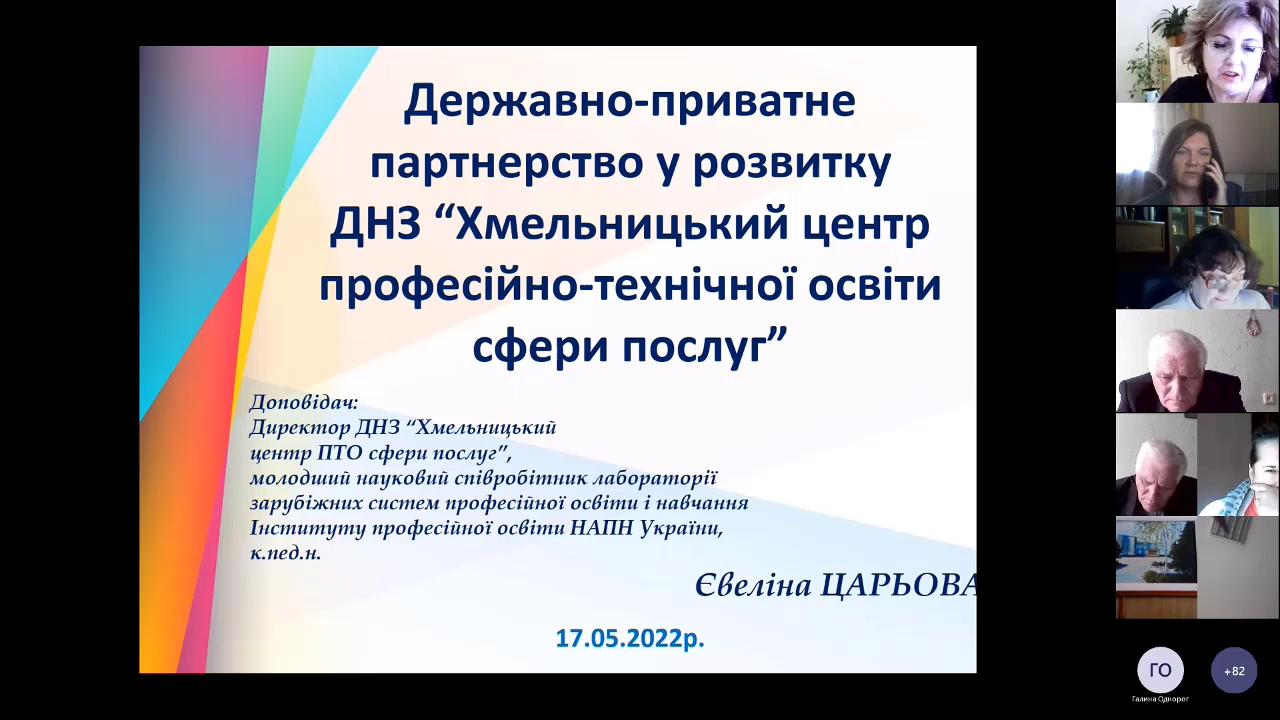 Державно-приватне
партнерство у розвитку
ДНЗ “Хмельницький центр
професійно-технічної освіти
сфери послуг”
Доповідач:
Директор ДНЗ “Хмельницький
центр ПТО сфери послуг”,
молодший науковий співробітник лабораторії
зарубіжних систем професійної освіти і навчання
Інституту професійної освіти НАПН України,
к.пед.н.
Євеліна ЦАРЬОВА
17.05.2022р.
ГО
+82
Галина Однорог